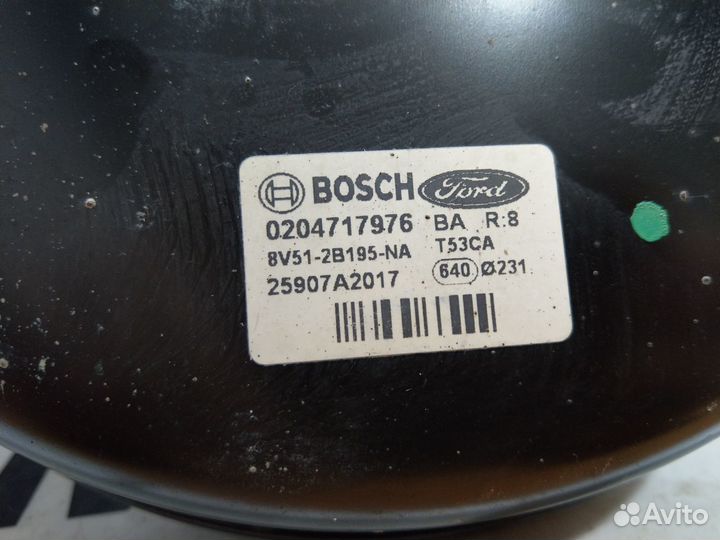 BOSCH Ford
0204717976 BA R:8
8V51-2B195-NA T53CA
25907A2017 640 Ø231
Avito